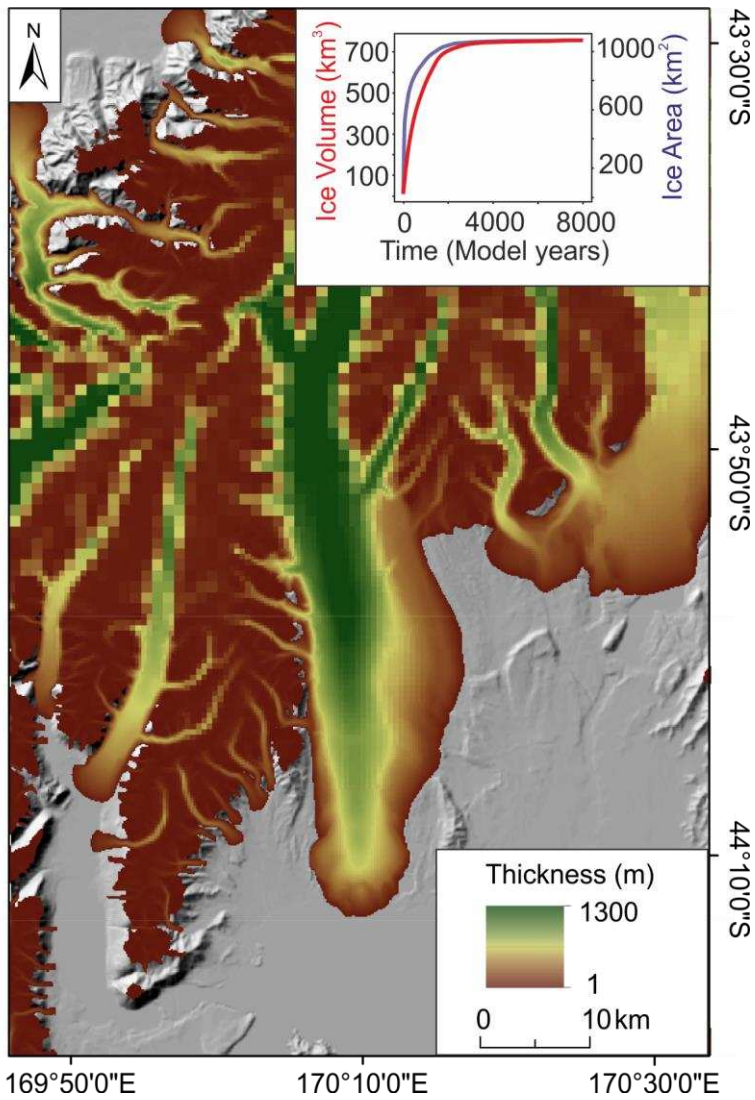 N
Ice Volume (km³)
700
500
300
100
1000
600
200
Ice Area (km²)
0
4000
8000
Time (Model years)
43°30'0"S
43°50'0"S
44°10'0"S
Thickness (m)
1300
1
0
10 km
169°50'0"E
170°10'0"E
170°30'0"E